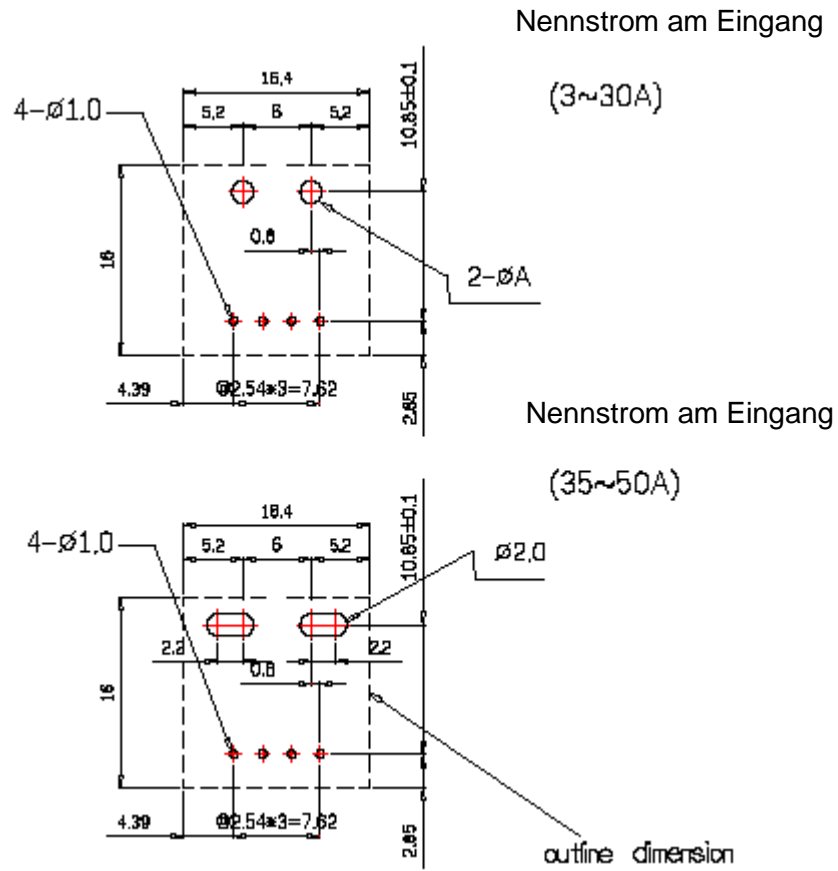 Nennstrom am Eingang
(3~30A)
16,4
5,2 6 5,2
10.85±0.1
4-Ø1.0
16
0.8
2-ØA
4.39
@2.54*3=7.62
2.85
Nennstrom am Eingang
(35~50A)
16.4
5.2 6 5.2
10.85±0.1
4-Ø1,0
Ø2,0
2.2
2.2
0.8
16
4.39
@2.54*3=7.62
2.85
outline dimension